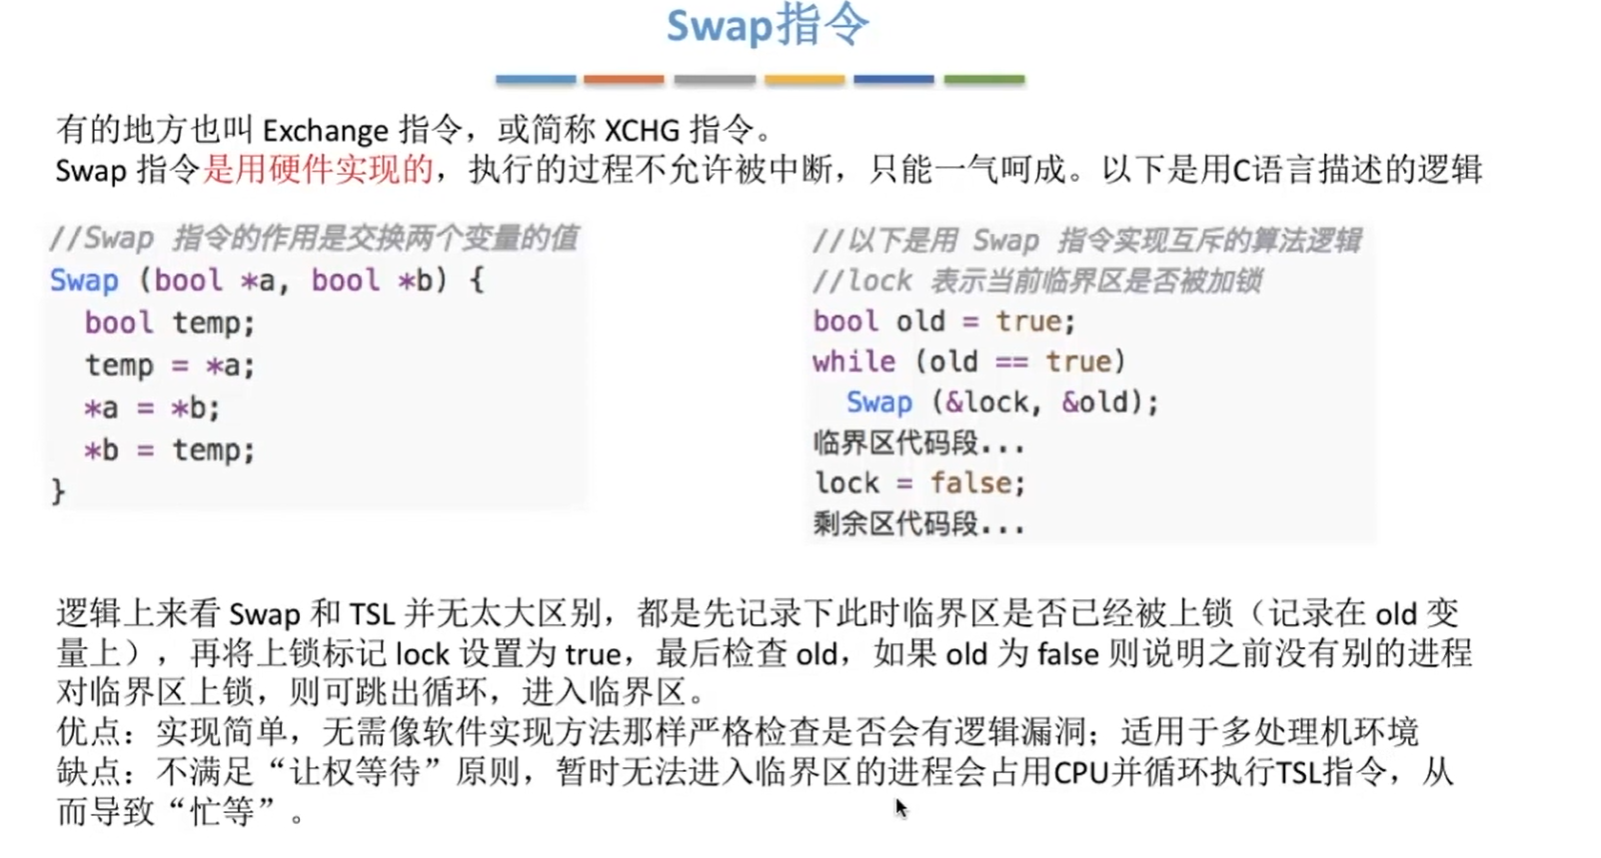 Swap指令
有的地方也叫 Exchange 指令，或简称 XCHG 指令。
Swap 指令是用硬件实现的，执行的过程不允许被中断，只能一气呵成。以下是用C语言描述的逻辑
//Swap 指令的作用是交换两个变量的值
Swap (bool *a, bool *b) {
  bool temp;
  temp = *a;
  *a = *b;
  *b = temp;
}
//以下是用 Swap 指令实现互斥的算法逻辑
//lock 表示当前临界区是否被加锁
bool old = true;
while (old == true)
  Swap (&lock, &old);
临界区代码段...
lock = false;
剩余区代码段...
逻辑上来看 Swap 和 TSL 并无太大区别，都是先记录下此时临界区是否已经被上锁（记录在 old 变
量上），再将上锁标记 lock 设置为 true，最后检查 old，如果 old 为 false 则说明之前没有别的进程
对临界区上锁，则可跳出循环，进入临界区。
优点：实现简单，无需像软件实现方法那样严格检查是否会有逻辑漏洞；适用于多处理机环境
缺点：不满足“让权等待”原则，暂时无法进入临界区的进程会占用CPU并循环执行TSL指令，从
而导致“忙等”。